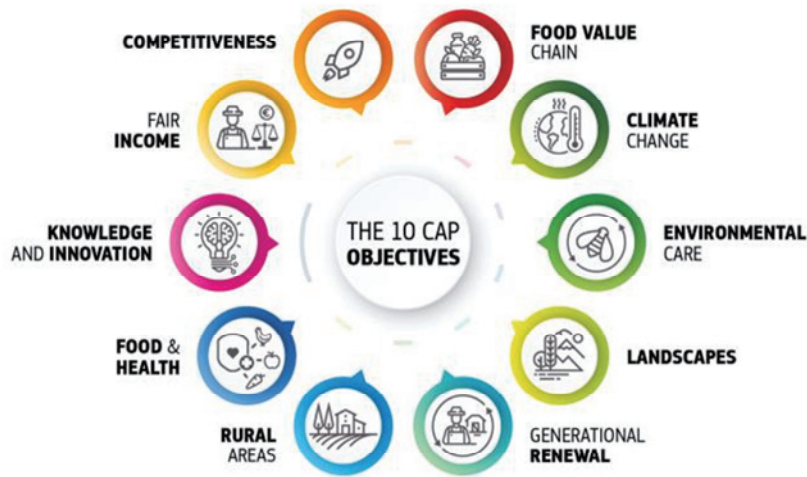 COMPETITIVENESS
FOOD VALUE
CHAIN
FAIR
INCOME
CLIMATE
CHANGE
KNOWLEDGE
AND INNOVATION
THE 10 CAP
OBJECTIVES
ENVIRONMENTAL
CARE
FOOD &
HEALTH
LANDSCAPES
RURAL
AREAS
GENERATIONAL
RENEWAL
€